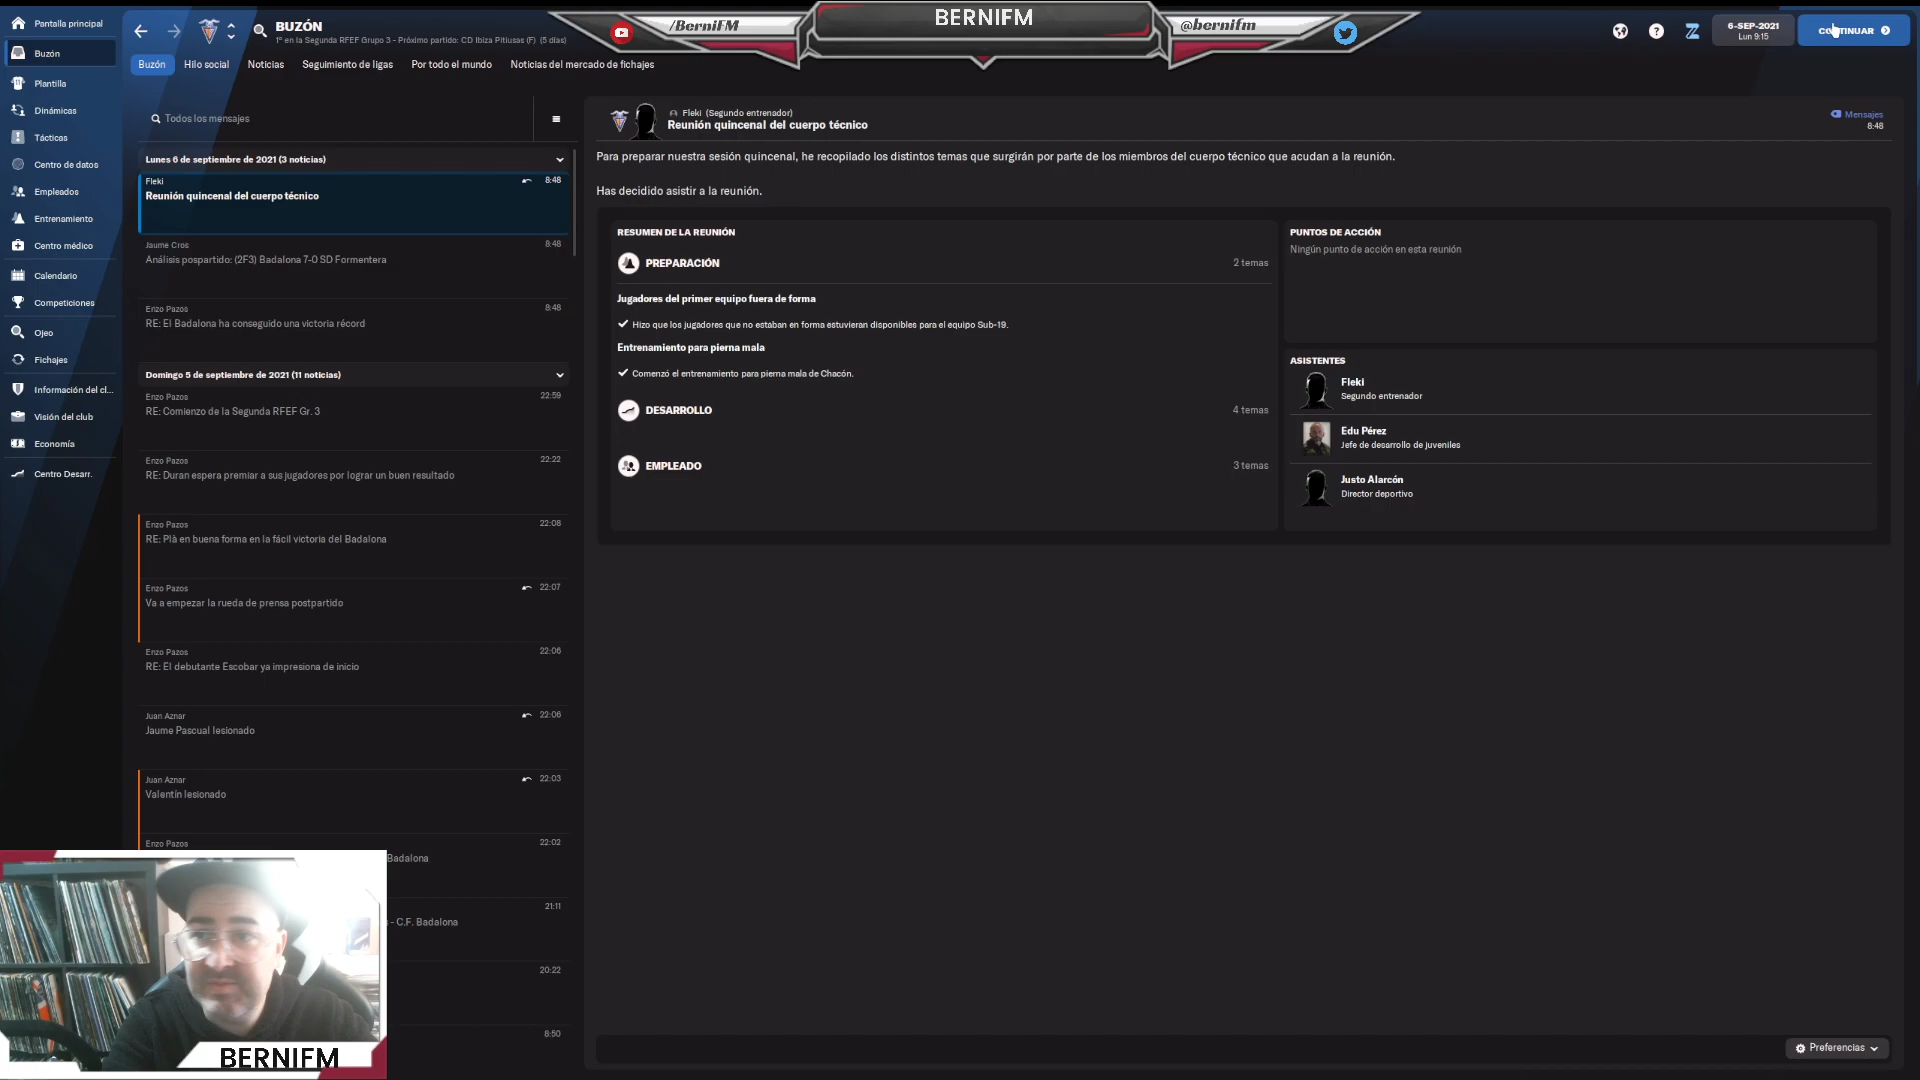 Pantalla principal
Buzón
Plantilla
Dinámicas
Tácticas
Centro de datos
Empleados
Entrenamiento
Centro médico
Calendario
Competiciones
Ojeo
Fichajes
Información del cl...
Visión del club
Economía
Centro Desarr.
BUZÓN
1º en la Segunda RFEF Grupo 3 - Próximo partido: CD Ibiza Pitiusas (F) (5 días)
/BerniFM
BERNIFM
@bernifm
6-SEP-2021
Lun 9:15
CONTINUAR
Buzón
Hilo social
Noticias
Seguimiento de ligas
Por todo el mundo
Noticias del mercado de fichajes
Todos los mensajes
Lunes 6 de septiembre de 2021 (3 noticias)
Fleki 8:48
Reunión quincenal del cuerpo técnico
Jaume Cros 8:48
Análisis pospartido: (2F3) Badalona 7-0 SD Formentera
Enzo Pazos 8:48
RE: El Badalona ha conseguido una victoria récord
Domingo 5 de septiembre de 2021 (11 noticias)
Enzo Pazos 22:59
RE: Comienzo de la Segunda RFEF Gr. 3
Enzo Pazos 22:22
RE: Duran espera premiar a sus jugadores por lograr un buen resultado
Enzo Pazos 22:08
RE: Plà en buena forma en la fácil victoria del Badalona
Enzo Pazos 22:07
Va a empezar la rueda de prensa postpartido
Enzo Pazos 22:06
RE: El debutante Escobar ya impresiona de inicio
Juan Aznar 22:06
Jaume Pascual lesionado
Juan Aznar 22:03
Valentín lesionado
Enzo Pazos 22:02
Badalona
21:11
- C.F. Badalona
20:22
8:50
Fleki (Segundo entrenador)
Reunión quincenal del cuerpo técnico
Mensajes
8:48
Para preparar nuestra sesión quincenal, he recopilado los distintos temas que surgirán por parte de los miembros del cuerpo técnico que acudan a la reunión.
Has decidido asistir a la reunión.
RESUMEN DE LA REUNIÓN
PREPARACIÓN 2 temas
Jugadores del primer equipo fuera de forma
Hizo que los jugadores que no estaban en forma estuvieran disponibles para el equipo Sub-19.
Entrenamiento para pierna mala
Comenzó el entrenamiento para pierna mala de Chacón.
DESARROLLO 4 temas
EMPLEADO 3 temas
PUNTOS DE ACCIÓN
Ningún punto de acción en esta reunión
ASISTENTES
Fleki
Segundo entrenador
Edu Pérez
Jefe de desarrollo de juveniles
Justo Alarcón
Director deportivo
Preferencias
BERNIFM